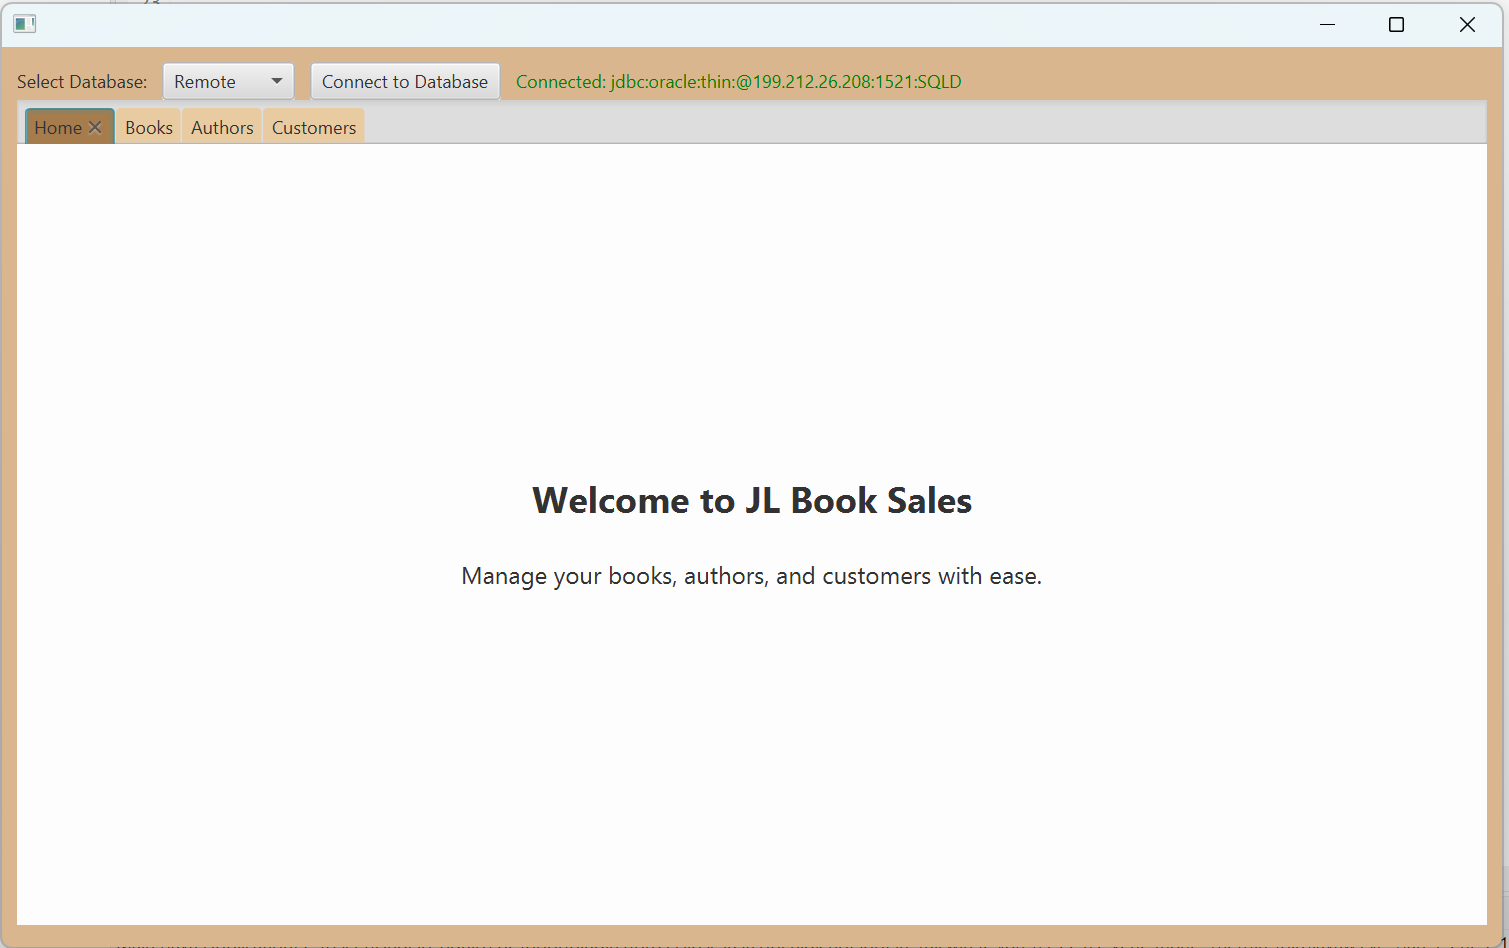 Select Database: Remote Connect to Database Connected: jdbc:oracle:thin:@199.212.26.208:1521:SQLD
Home Books Authors Customers
Welcome to JL Book Sales
Manage your books, authors, and customers with ease.